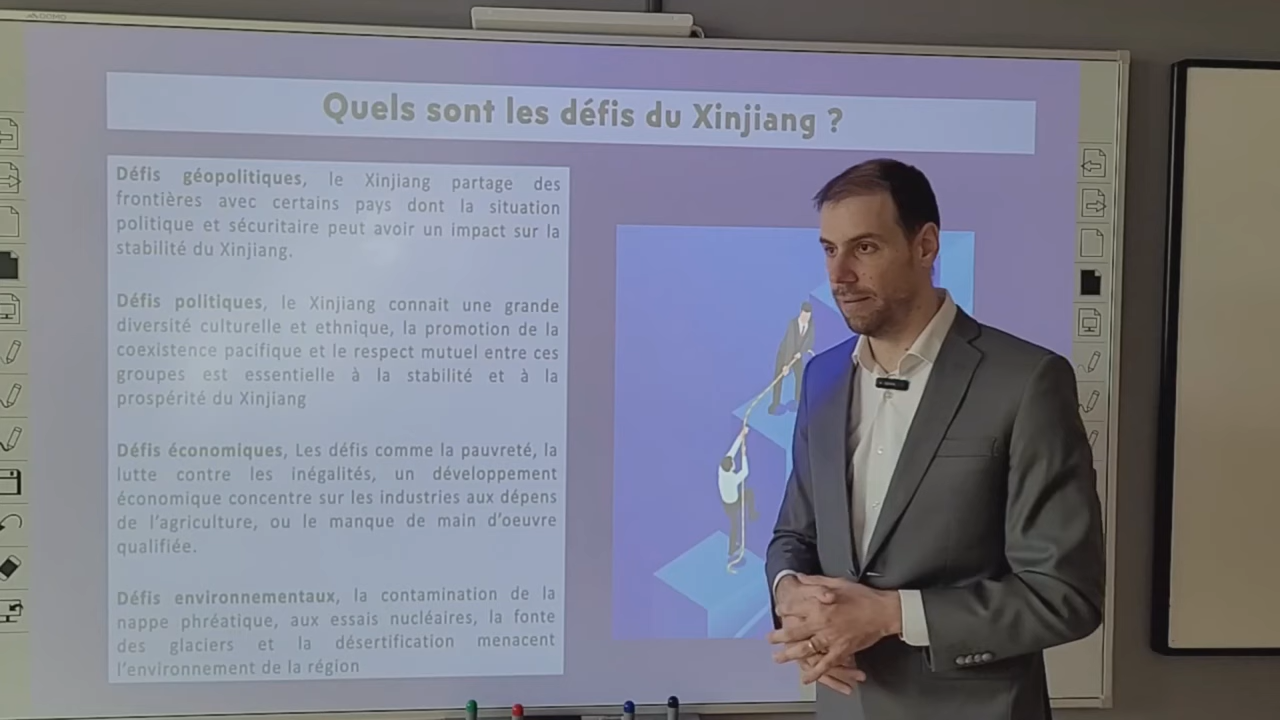 Quels sont les défis du Xinjiang ?
Défis géopolitiques, le Xinjiang partage des
frontières avec certains pays dont la situation
politique et sécuritaire peut avoir un impact sur la
stabilité du Xinjiang.
Défis politiques, le Xinjiang connait une grande
diversité culturelle et ethnique, la promotion de la
coexistence pacifique et le respect mutuel entre ces
groupes est essentielle à la stabilité et à la
prospérité du Xinjiang
Défis économiques, Les défis comme la pauvreté, la
lutte contre les inégalités, un développement
économique concentre sur les industries aux dépens
de l'agriculture, ou le manque de main d'oeuvre
qualifiée.
Défis environnementaux, la contamination de la
nappe phréatique, aux essais nucléaires, la fonte
des glaciers et la désertification menacent
l'environnement de la région